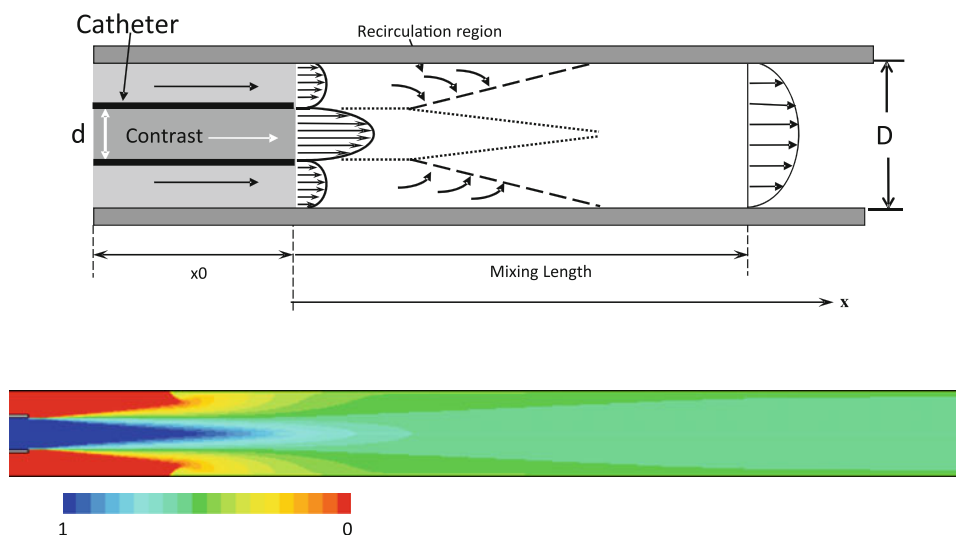 Catheter
Recirculation region
d
Contrast
D
x0
Mixing Length
x
1
0